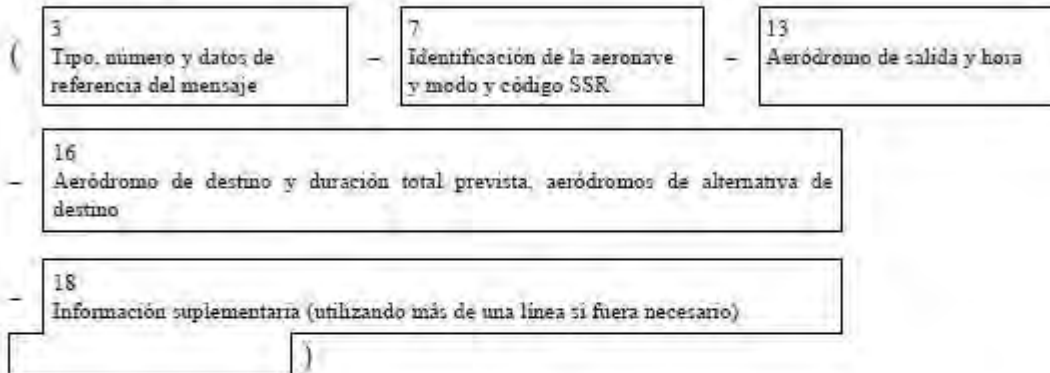 3 7 13
( Tipo, número y datos de – Identificación de la aeronave – Aeródromo de salida y hora
referencia del mensaje y modo y código SSR
16
– Aeródromo de destino y duración total prevista, aeródromos de alternativa de
destino
18
– Información suplementaria (utilizando más de una línea si fuera necesario)
)